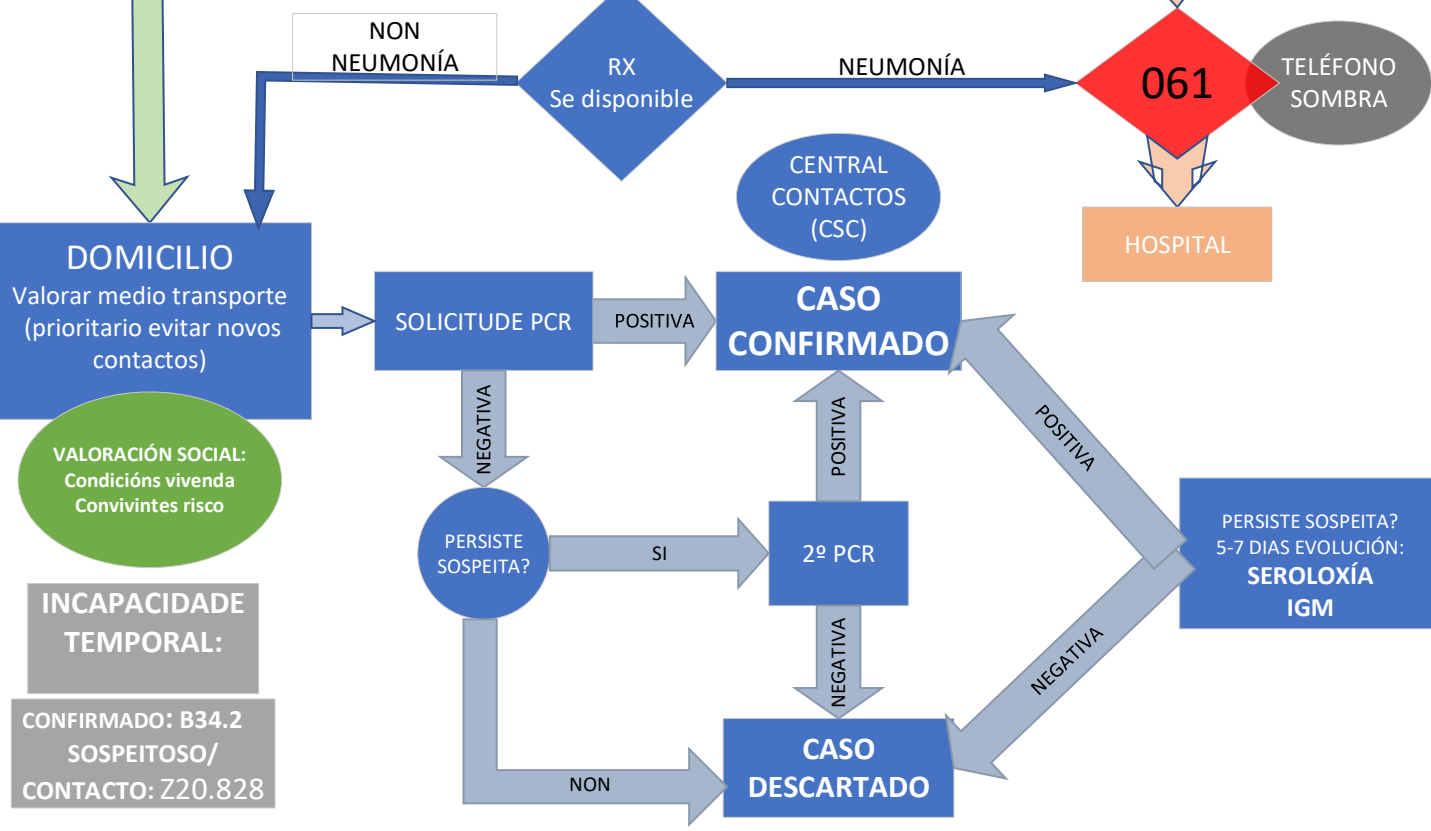 NON
NEUMONÍA
RX
Se disponible
NEUMONÍA
061
TELÉFONO
SOMBRA
CENTRAL
CONTACTOS
(CSC)
HOSPITAL
DOMICILIO
Valorar medio transporte
(prioritario evitar novos
contactos)
SOLICITUDE PCR
POSITIVA
CASO
CONFIRMADO
NEGATIVA
POSITIVA
POSITIVA
VALORACIÓN SOCIAL:
Condicións vivenda
Convivintes risco
PERSISTE
SOSPEITA?
SI
2º PCR
PERSISTE SOSPEITA?
5-7 DIAS EVOLUCIÓN:
SEROLOXÍA
IGM
INCAPACIDADE
TEMPORAL:
NEGATIVA
NEGATIVA
CONFIRMADO: B34.2
SOSPEITOSO/
CONTACTO: Z20.828
NON
CASO
DESCARTADO